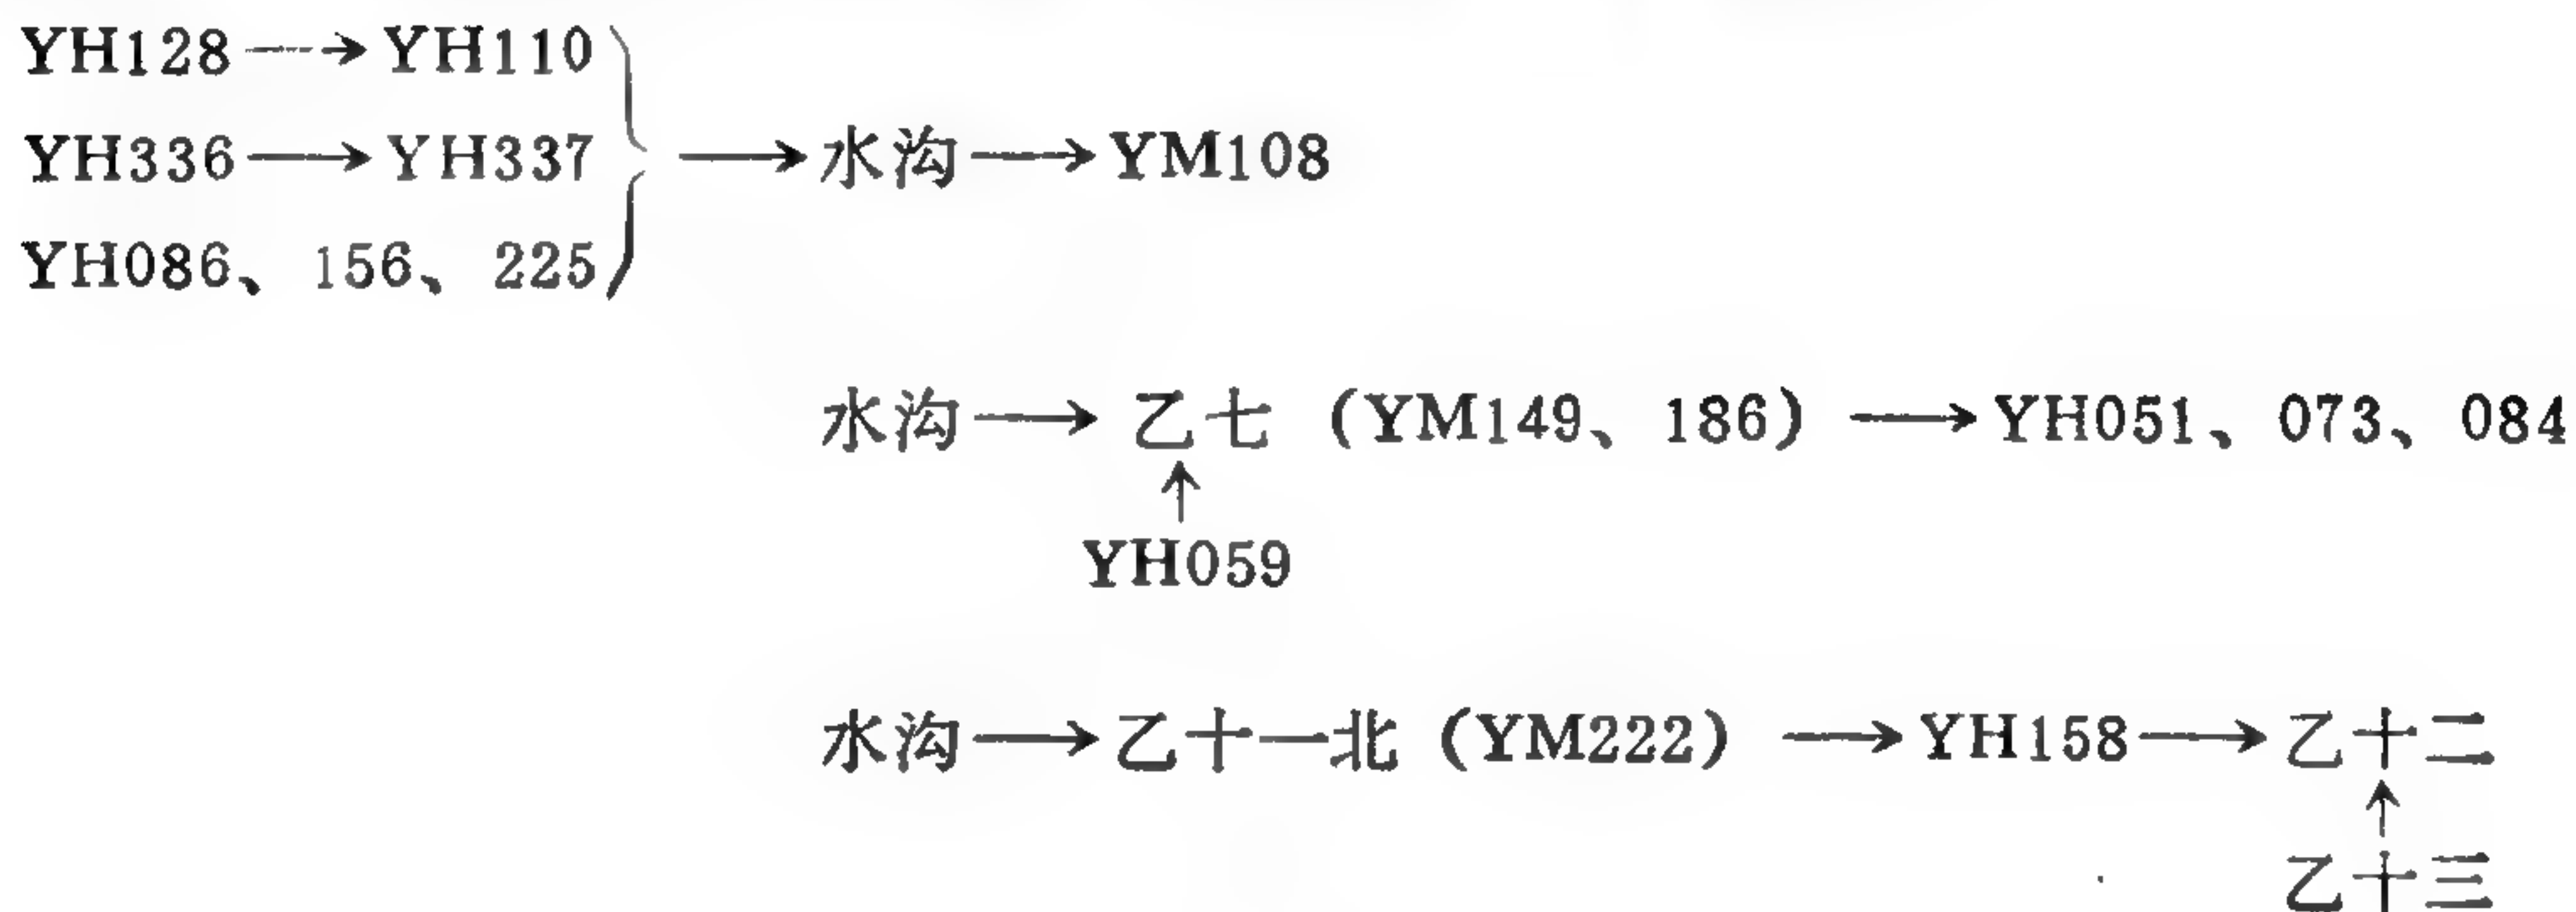 YH128→YH110
YH336→YH337 →水沟→YM108
YH086、156、225
水沟→乙七（YM149、186）→YH051、073、084
↑
YH059
水沟→乙十一北（YM222）→YH158→乙十二
↑
乙十三